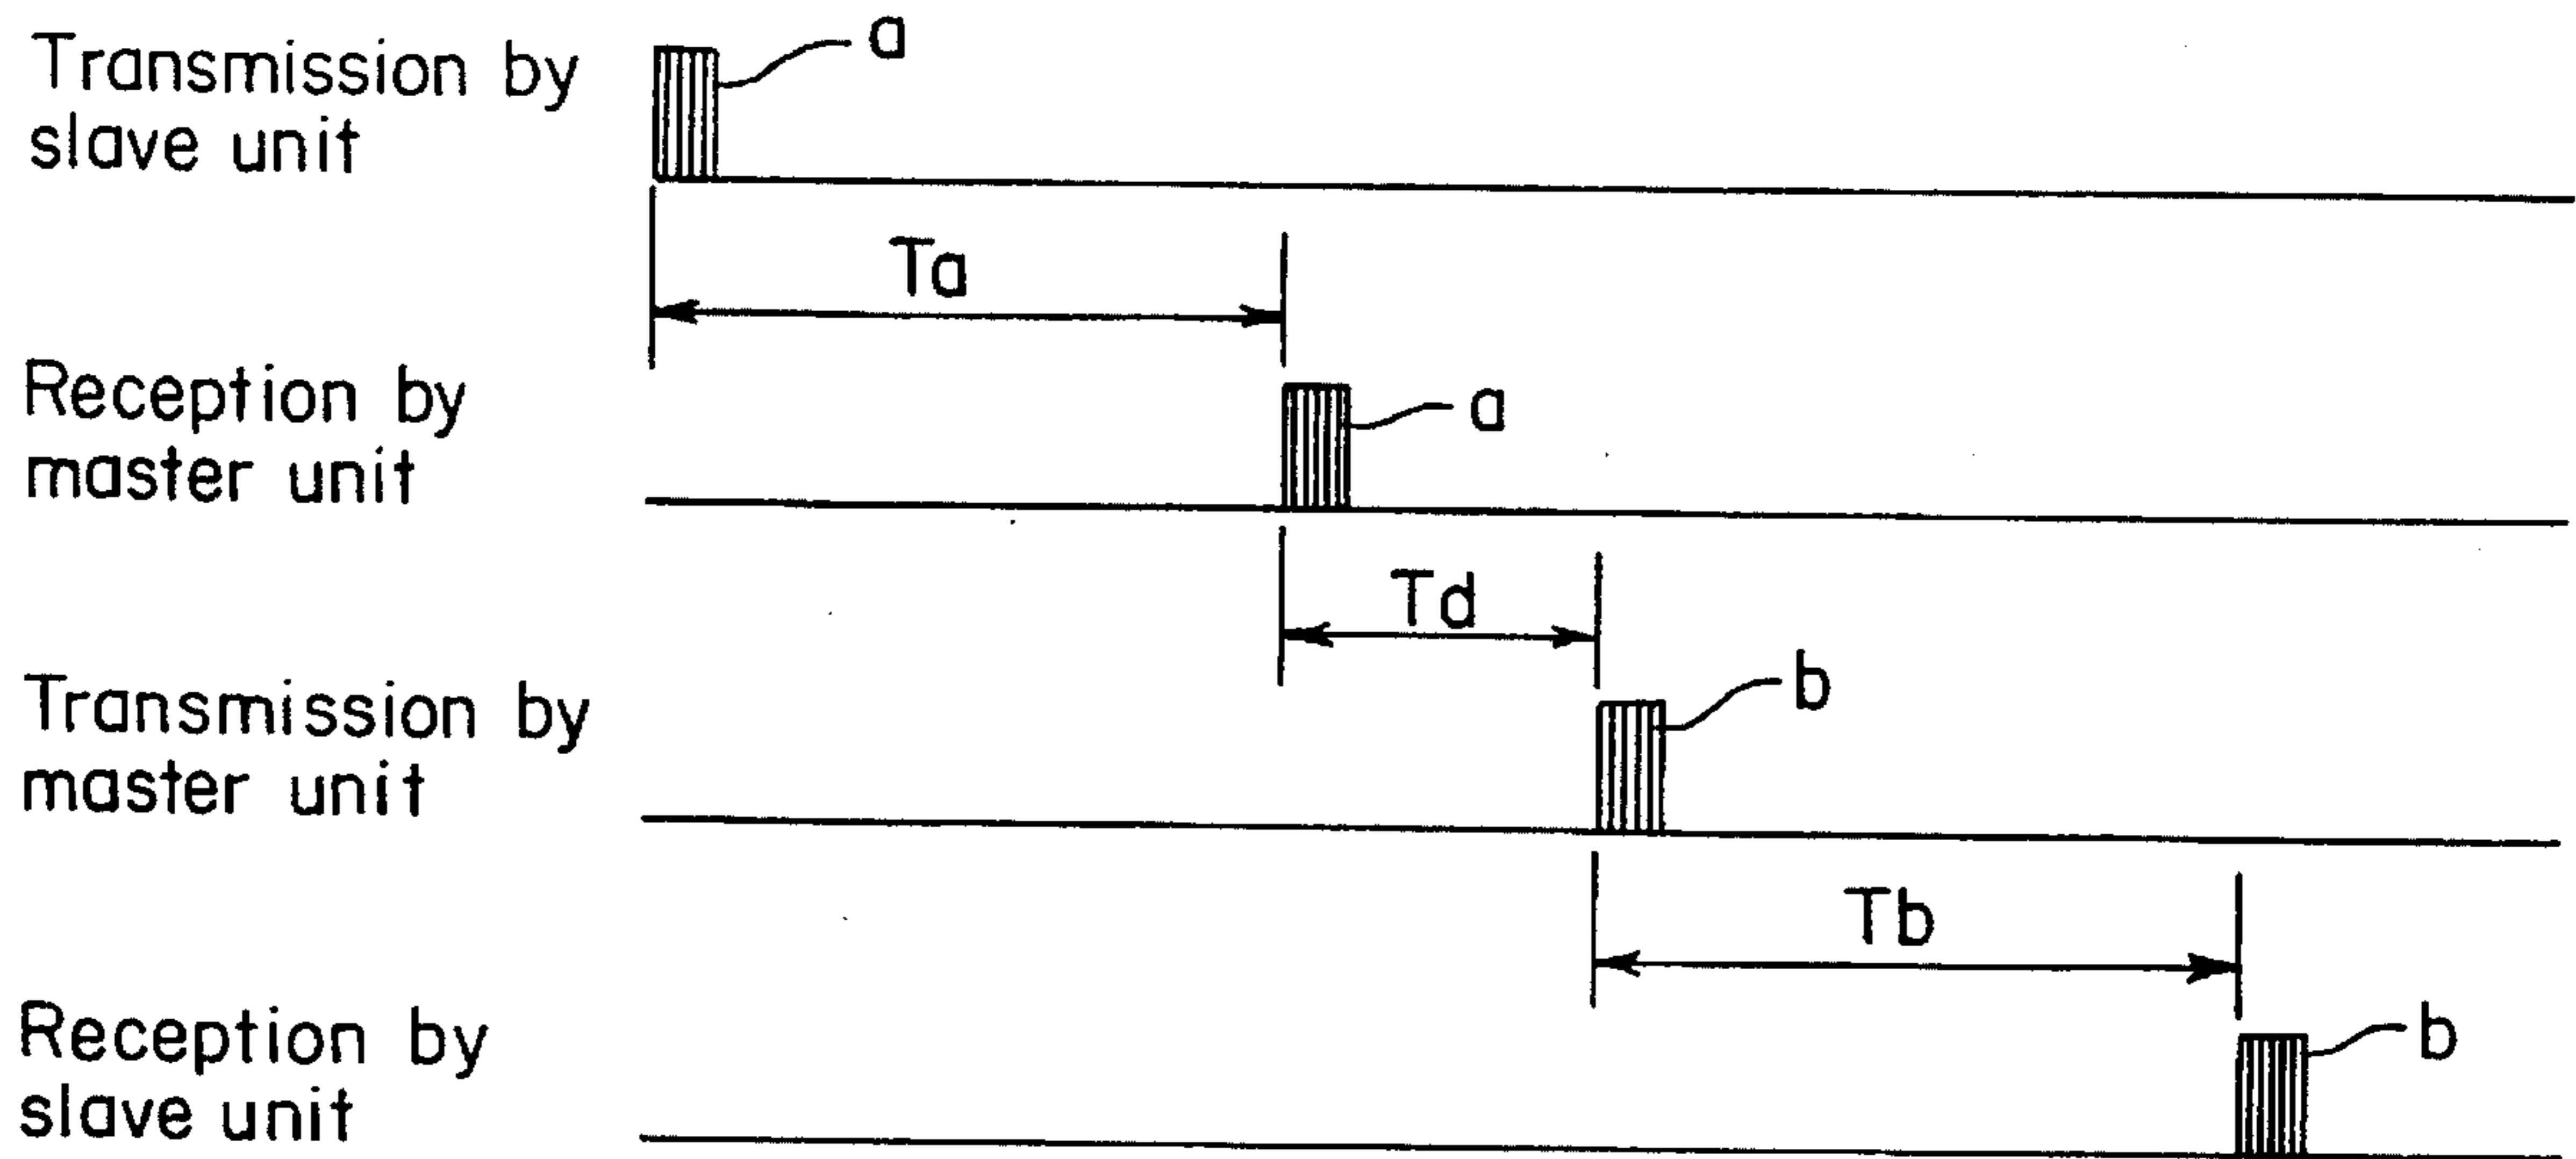 Transmission by
slave unit
a
Ta
Reception by
master unit
a
Td
Transmission by
master unit
b
Tb
Reception by
slave unit
b